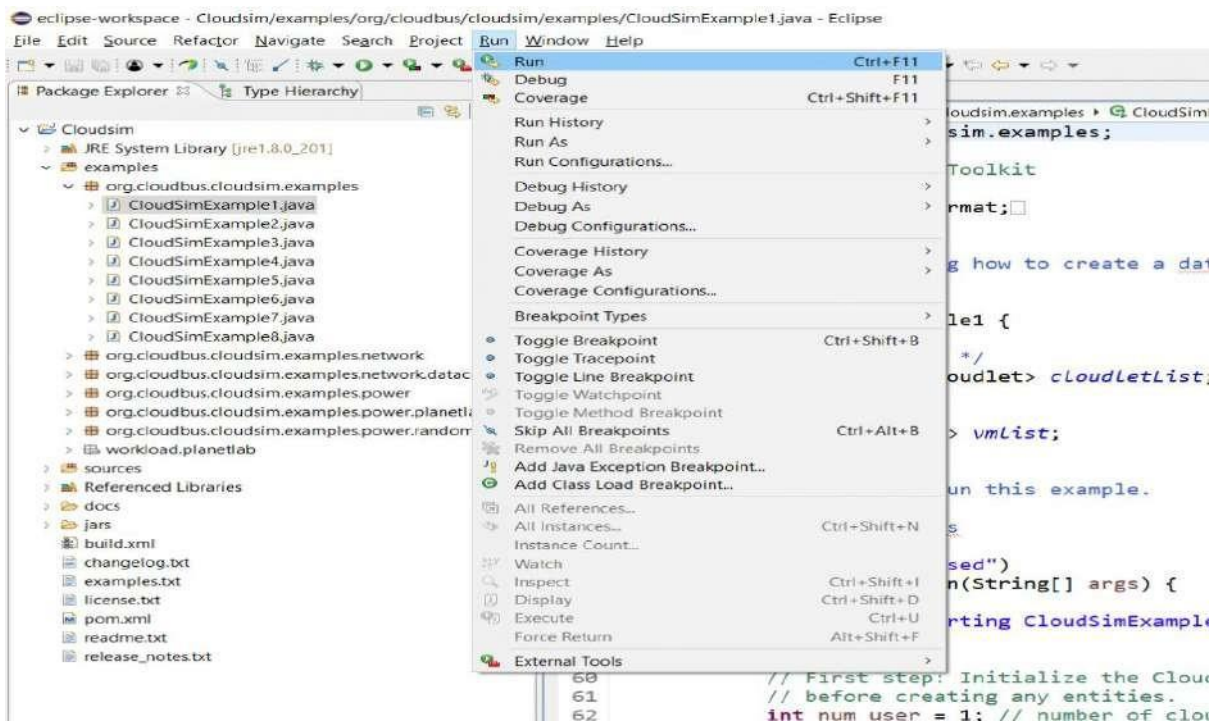 eclipse-workspace - Cloudsim/examples/org/cloudbus/cloudsim/examples/CloudSimExample1.java - Eclipse
File Edit Source Refactor Navigate Search Project Run Window Help
Package Explorer Type Hierarchy
Cloudsim
JRE System Library [jre1.8.0_201]
examples
org.cloudbus.cloudsim.examples
CloudSimExample1.java
CloudSimExample2.java
CloudSimExample3.java
CloudSimExample4.java
CloudSimExample5.java
CloudSimExample6.java
CloudSimExample7.java
CloudSimExample8.java
org.cloudbus.cloudsim.examples.network
org.cloudbus.cloudsim.examples.network.datac
org.cloudbus.cloudsim.examples.power
org.cloudbus.cloudsim.examples.power.planetla
org.cloudbus.cloudsim.examples.power.random
workload.planetlab
sources
Referenced Libraries
docs
jars
build.xml
changelog.txt
examples.txt
license.txt
pom.xml
readme.txt
release_notes.txt
Run Ctrl+F11
Debug F11
Coverage Ctrl+Shift+F11
Run History
Run As
Run Configurations...
Debug History
Debug As
Debug Configurations...
Coverage History
Coverage As
Coverage Configurations...
Breakpoint Types
Toggle Breakpoint Ctrl+Shift+B
Toggle Tracepoint
Toggle Line Breakpoint
Toggle Watchpoint
Toggle Method Breakpoint
Skip All Breakpoints Ctrl+Alt+B
Remove All Breakpoints
Add Java Exception Breakpoint...
Add Class Load Breakpoint...
All References...
All Instances... Ctrl+Shift+N
Instance Count...
Watch
Inspect Ctrl+Shift+I
Display Ctrl+Shift+D
Execute Ctrl+U
Force Return Alt+Shift+F
External Tools
loudsim.examples CloudSim
sim.examples;
Toolkit
rmat;
g how to create a dat
le1 {
*/
oudlet> cloudletList;
> vmList;
un this example.
s
sed")
n(String[] args) {
rting CloudSimExample
60 // First step: Initialize the Cloud
61 // before creating any entities.
62 int num_user = 1; // number of clou